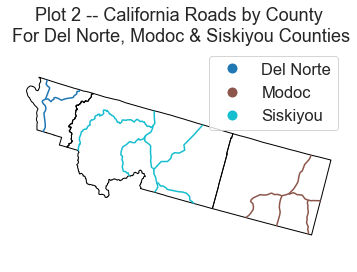 Plot 2 -- California Roads by County
For Del Norte, Modoc & Siskiyou Counties
Del Norte
Modoc
Siskiyou